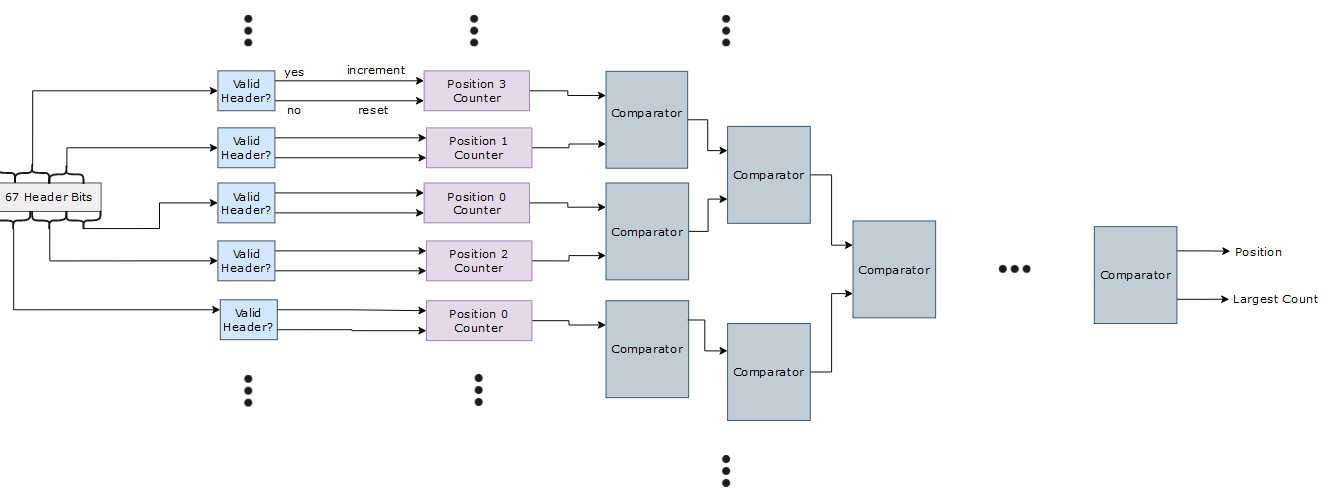 yes
increment
Valid
Header?
Position 3
Counter
no
reset
Comparator
Valid
Header?
Position 1
Counter
Comparator
67 Header Bits
Valid
Header?
Position 0
Counter
Comparator
Valid
Header?
Position 2
Counter
Comparator
Comparator
Position
Largest Count
Valid
Header?
Position 0
Counter
Comparator
Comparator